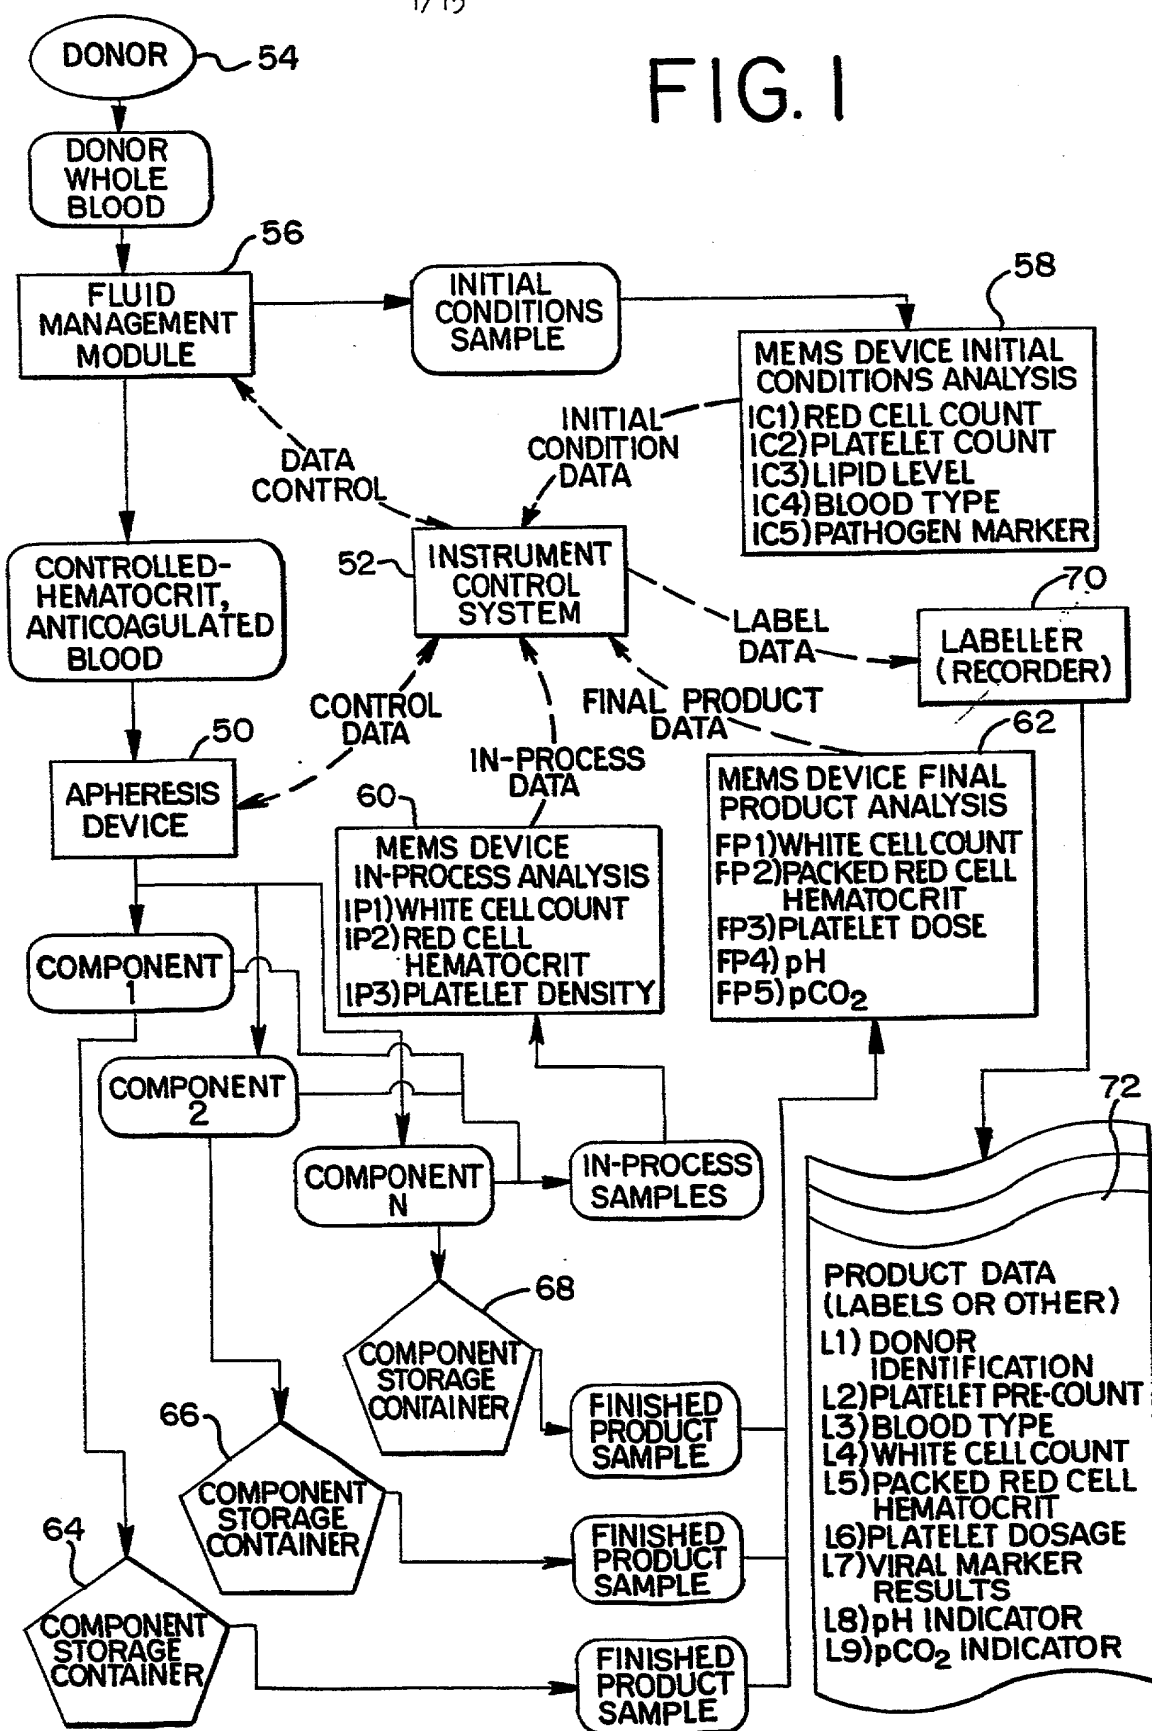 1/15
FIG. 1
DONOR
54
DONOR
WHOLE
BLOOD
56
FLUID
MANAGEMENT
MODULE
INITIAL
CONDITIONS
SAMPLE
58
MEMS DEVICE INITIAL
CONDITIONS ANALYSIS
IC1) RED CELL COUNT
IC2) PLATELET COUNT
IC3) LIPID LEVEL
IC4) BLOOD TYPE
IC5) PATHOGEN MARKER
INITIAL
CONDITION
DATA
DATA
CONTROL
52
INSTRUMENT
CONTROL
SYSTEM
CONTROLLED-
HEMATOCRIT,
ANTICOAGULATED
BLOOD
LABEL
DATA
70
LABELLER
(RECORDER)
CONTROL
DATA
FINAL PRODUCT
DATA
IN-PROCESS
DATA
50
APHERESIS
DEVICE
60
MEMS DEVICE
IN-PROCESS ANALYSIS
IP1) WHITE CELL COUNT
IP2) RED CELL
HEMATOCRIT
IP3) PLATELET DENSITY
62
MEMS DEVICE FINAL
PRODUCT ANALYSIS
FP1) WHITE CELL COUNT
FP2) PACKED RED CELL
HEMATOCRIT
FP3) PLATELET DOSE
FP4) pH
FP5) pCO2
COMPONENT
1
COMPONENT
2
COMPONENT
N
IN-PROCESS
SAMPLES
72
PRODUCT DATA
(LABELS OR OTHER)
L1) DONOR
IDENTIFICATION
L2) PLATELET PRE-COUNT
L3) BLOOD TYPE
L4) WHITE CELL COUNT
L5) PACKED RED CELL
HEMATOCRIT
L6) PLATELET DOSAGE
L7) VIRAL MARKER
RESULTS
L8) pH INDICATOR
L9) pCO2 INDICATOR
68
COMPONENT
STORAGE
CONTAINER
FINISHED
PRODUCT
SAMPLE
66
COMPONENT
STORAGE
CONTAINER
FINISHED
PRODUCT
SAMPLE
64
COMPONENT
STORAGE
CONTAINER
FINISHED
PRODUCT
SAMPLE